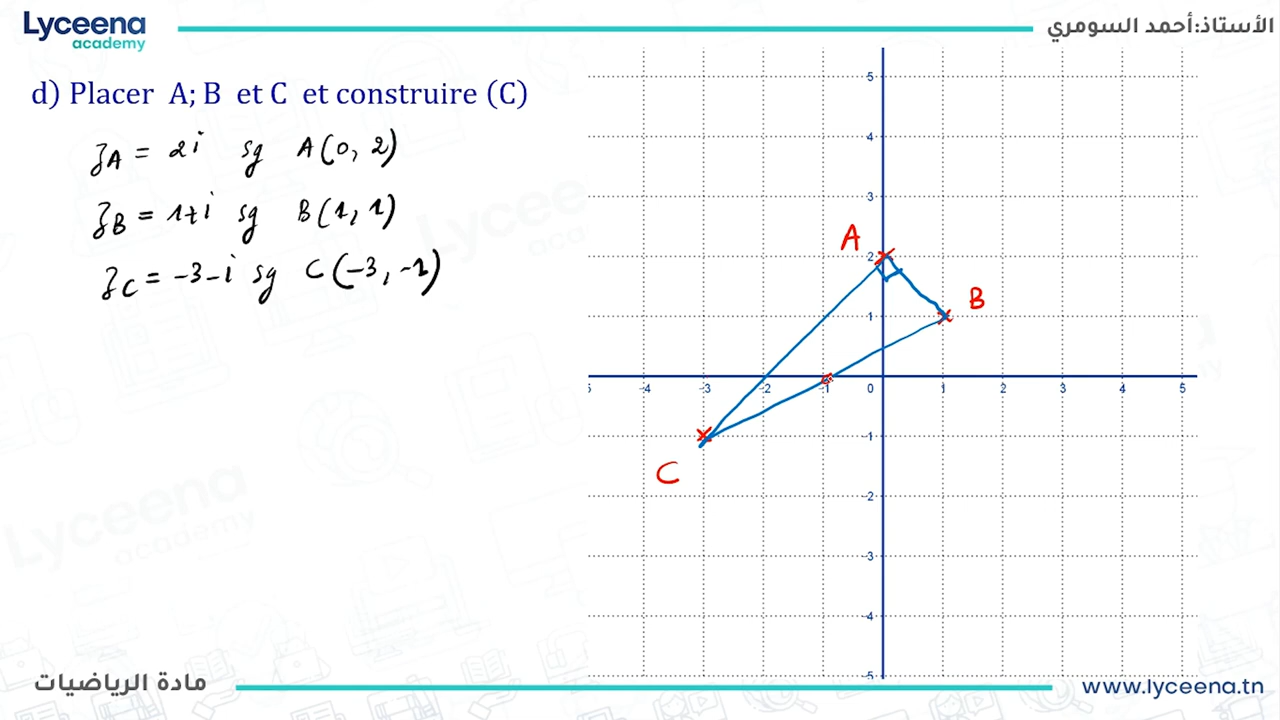 Lyceena
academy
الأستاذ:أحمد السومري
d) Placer A; B et C et construire (C)
zA = 2i sg A(0, 2)
zB = 1+i sg B(1, 1)
zC = -3-i sg C(-3, -1)
5
4
3
A
2
B
1
-5 -4 -3 -2 -1 0 1 2 3 4 5
-1
C
-2
-3
-4
-5
مادة الرياضيات
www.lyceena.tn